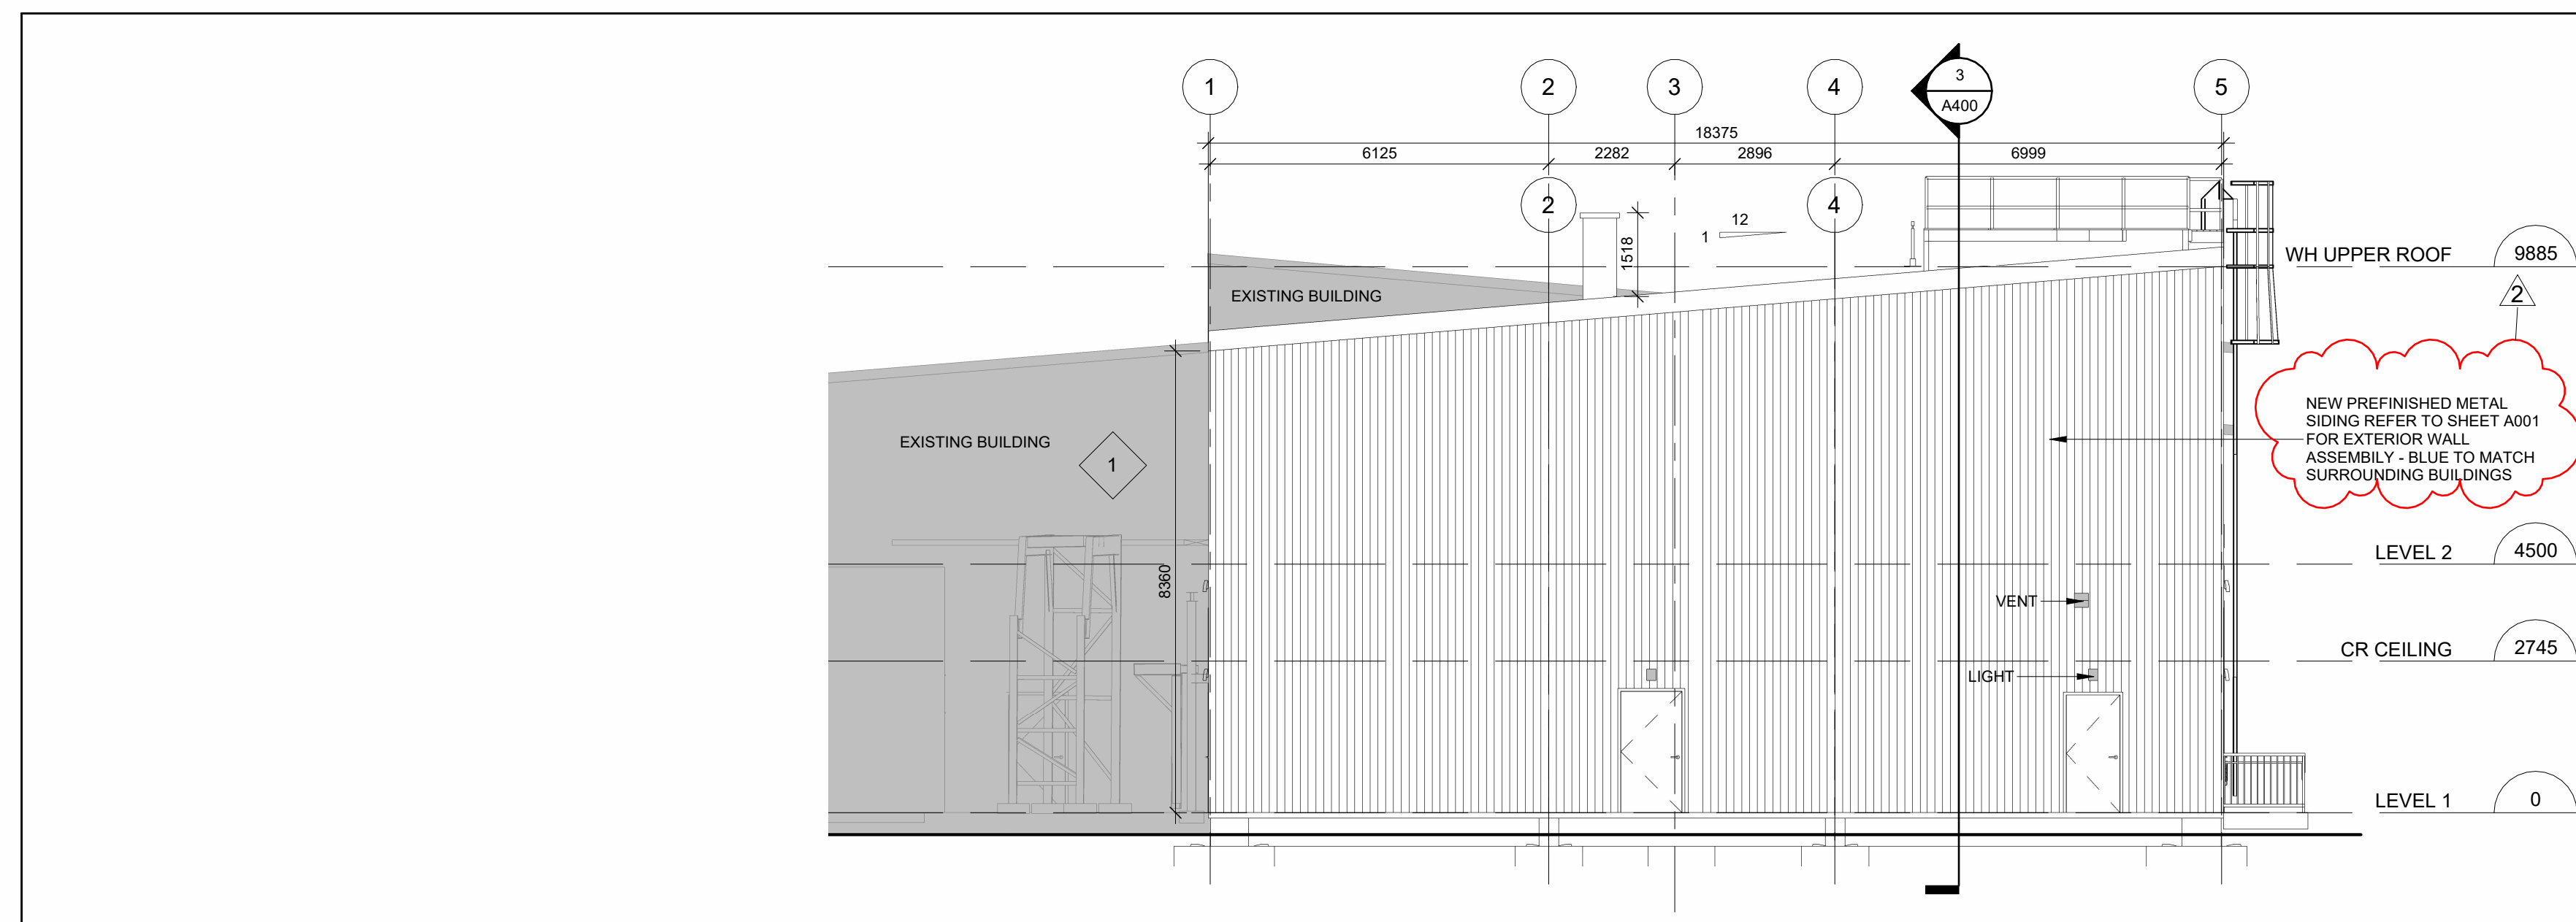 1
2
3
4
3
A400
5
18375
6125
2282
2896
6999
2
4
12
1
1518
WH UPPER ROOF
9885
2
EXISTING BUILDING
NEW PREFINISHED METAL
SIDING REFER TO SHEET A001
FOR EXTERIOR WALL
ASSEMBILY - BLUE TO MATCH
SURROUNDING BUILDINGS
EXISTING BUILDING
1
8360
LEVEL 2
4500
VENT
CR CEILING
2745
LIGHT
LEVEL 1
0